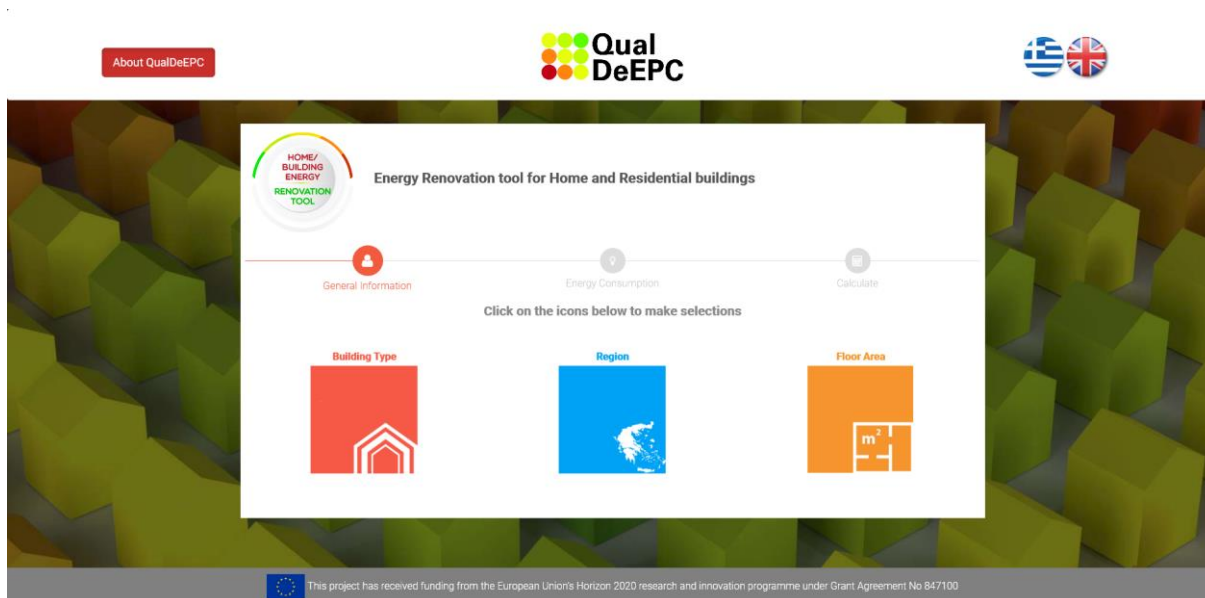 About QualDeEPC
Qual
DeEPC
HOME/
BUILDING
ENERGY
RENOVATION
TOOL
Energy Renovation tool for Home and Residential buildings
General Information
Energy Consumption
Calculate
Click on the icons below to make selections
Building Type
Region
Floor Area
m²
This project has received funding from the European Union's Horizon 2020 research and innovation programme under Grant Agreement No 847100